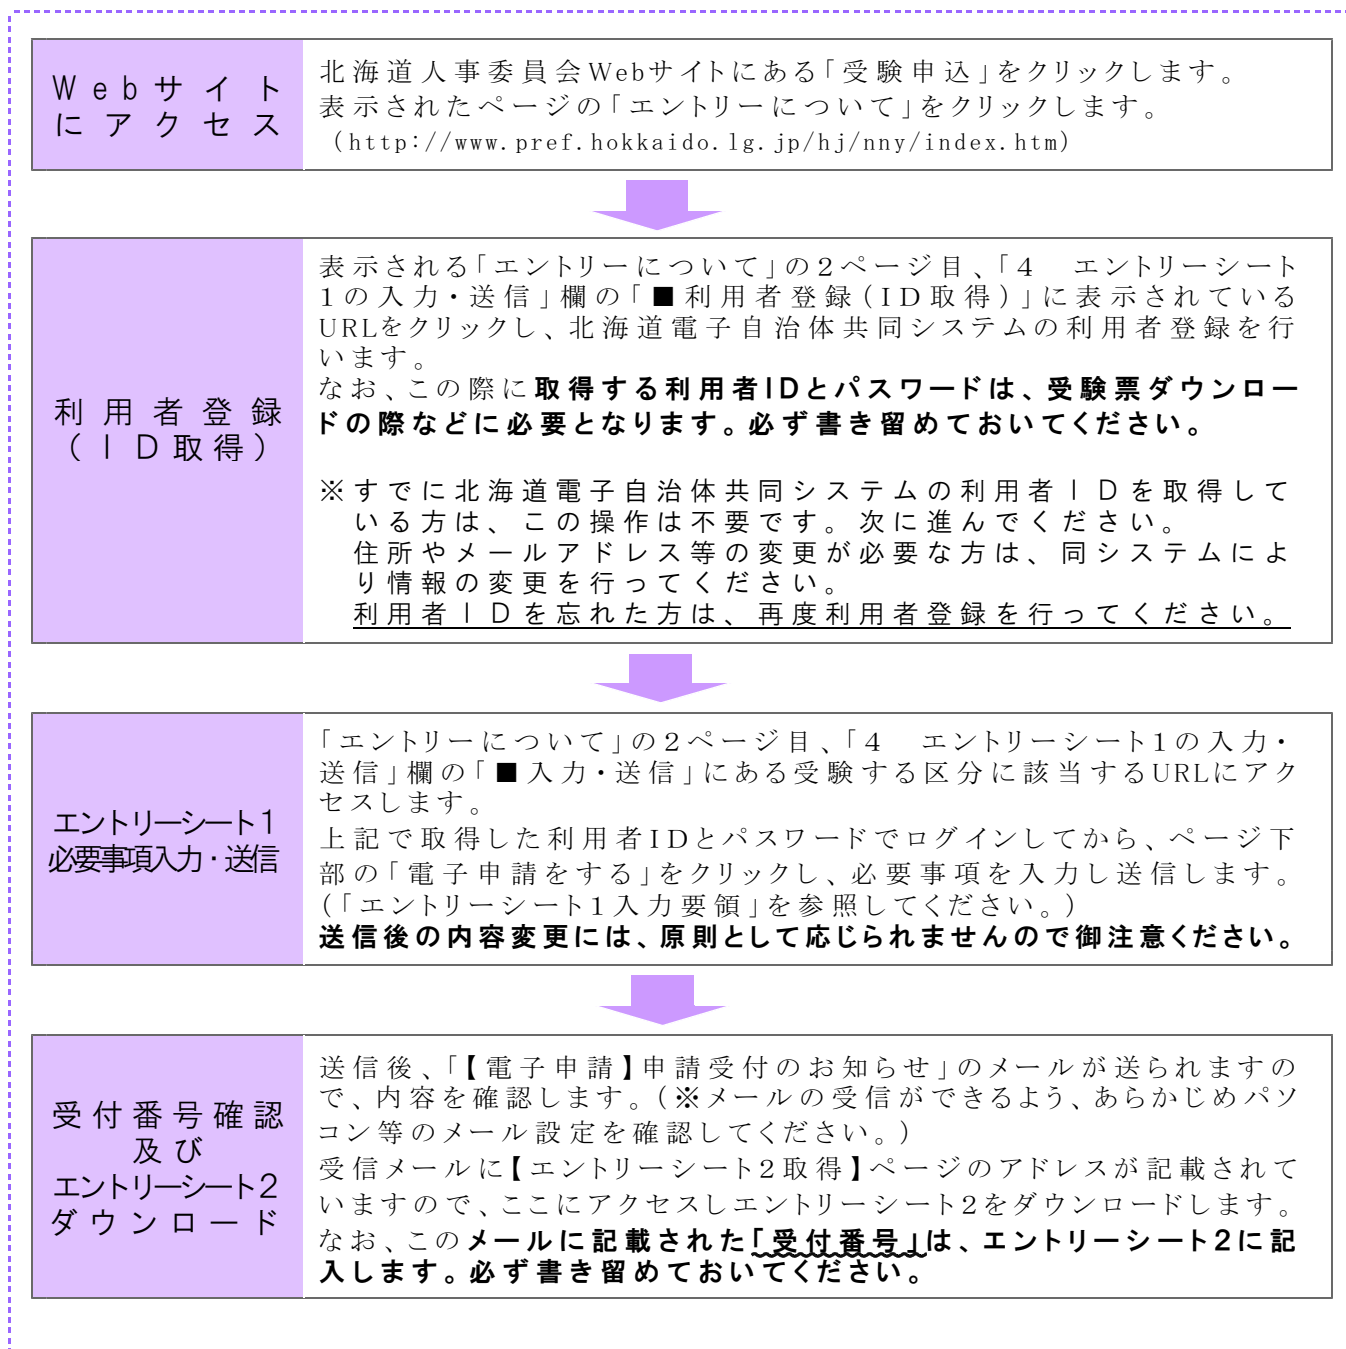 Webサイト
にアクセス
北海道人事委員会Webサイトにある「受験申込」をクリックします。
表示されたページの「エントリーについて」をクリックします。
(http://www.pref.hokkaido.lg.jp/hj/nny/index.htm)
利用者登録
(ID取得)
表示される「エントリーについて」の2ページ目、「4　エントリーシート
1の入力・送信」欄の「■利用者登録(ID取得)」に表示されている
URLをクリックし、北海道電子自治体共同システムの利用者登録を行
います。
なお、この際に取得する利用者IDとパスワードは、受験票ダウンロー
ドの際などに必要となります。必ず書き留めておいてください。
※すでに北海道電子自治体共同システムの利用者IDを取得して
いる方は、この操作は不要です。次に進んでください。
住所やメールアドレス等の変更が必要な方は、同システムによ
り情報の変更を行ってください。
利用者IDを忘れた方は、再度利用者登録を行ってください。
エントリーシート1
必要事項入力・送信
「エントリーについて」の2ページ目、「4　エントリーシート1の入力・
送信」欄の「■入力・送信」にある受験する区分に該当するURLにアク
セスします。
上記で取得した利用者IDとパスワードでログインしてから、ページ下
部の「電子申請をする」をクリックし、必要事項を入力し送信します。
(「エントリーシート1入力要領」を参照してください。)
送信後の内容変更には、原則として応じられませんので御注意ください。
受付番号確認
及び
エントリーシート2
ダウンロード
送信後、「【電子申請】申請受付のお知らせ」のメールが送られますの
で、内容を確認します。(※メールの受信ができるよう、あらかじめパソ
コン等のメール設定を確認してください。)
受信メールに【エントリーシート2取得】ページのアドレスが記載されて
いますので、ここにアクセスしエントリーシート2をダウンロードします。
なお、このメールに記載された「受付番号」は、エントリーシート2に記
入します。必ず書き留めておいてください。